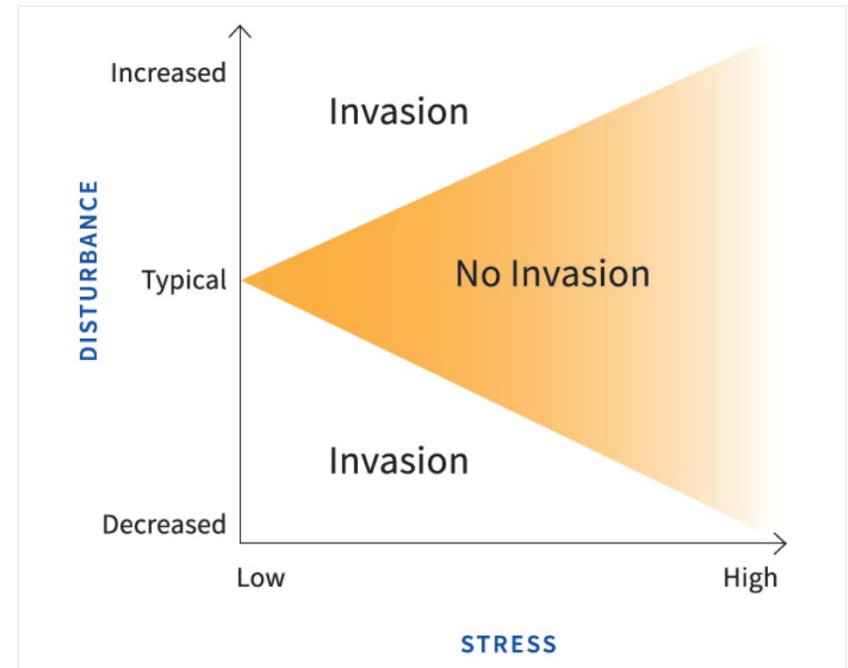 Increased
Invasion
DISTURBANCE
Typical
No Invasion
Invasion
Decreased
Low
High
STRESS